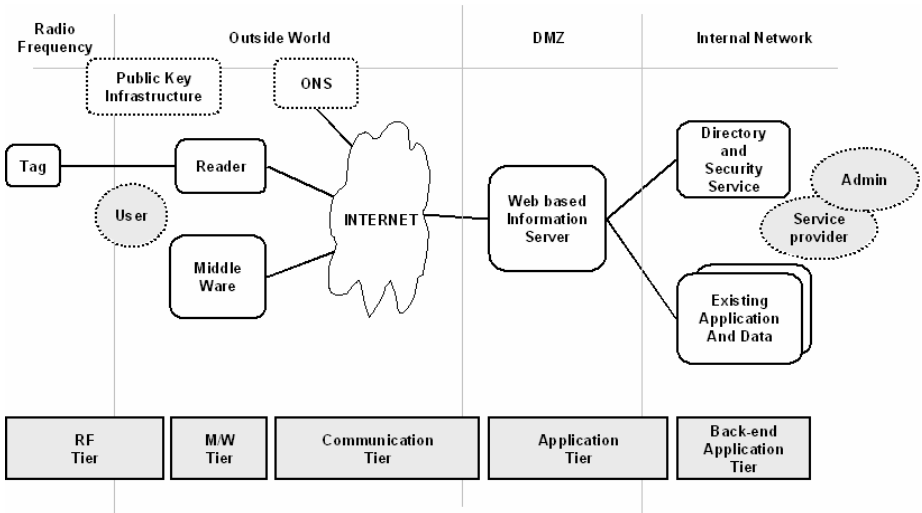 Radio
Frequency
Outside World
DMZ
Internal Network
Public Key
Infrastructure
ONS
Tag
Reader
User
Middle
Ware
INTERNET
Web based
Information
Server
Directory
and
Security
Service
Admin
Service
provider
Existing
Application
And Data
RF
Tier
M/W
Tier
Communication
Tier
Application
Tier
Back-end
Application
Tier